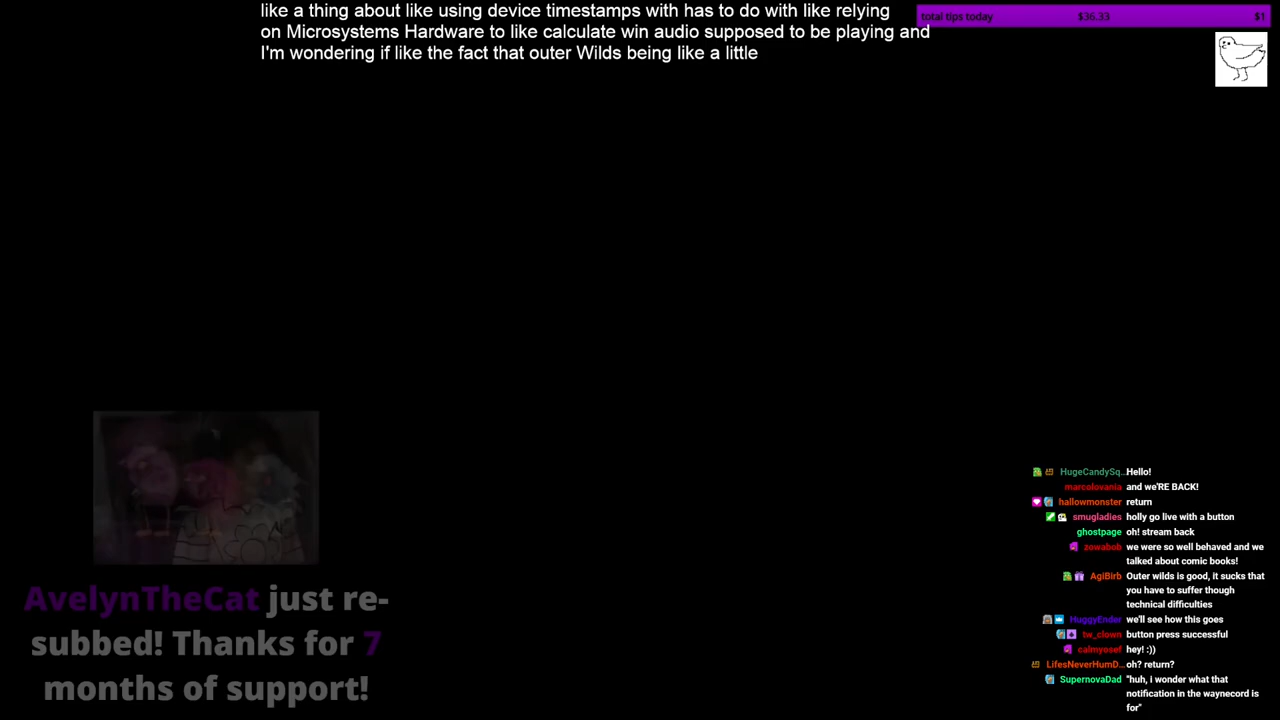 like a thing about like using device timestamps with has to do with like relying
on Microsystems Hardware to like calculate win audio supposed to be playing and
I'm wondering if like the fact that outer Wilds being like a little
total tips today $36.33 $1
AvelynTheCat just re-
subbed! Thanks for 7
months of support!
HugeCandySq... Hello!
marcolovania and we'RE BACK!
hallowmonster return
smugladies holly go live with a button
ghostpage oh! stream back
zowabob we were so well behaved and we
talked about comic books!
AgiBirb Outer wilds is good, it sucks that
you have to suffer though
technical difficulties
HuggyEnder we'll see how this goes
tw_clown button press successful
calmyosef hey! :))
LifesNeverHumD... oh? return?
SupernovaDad "huh, i wonder what that
notification in the waynecord is
for"